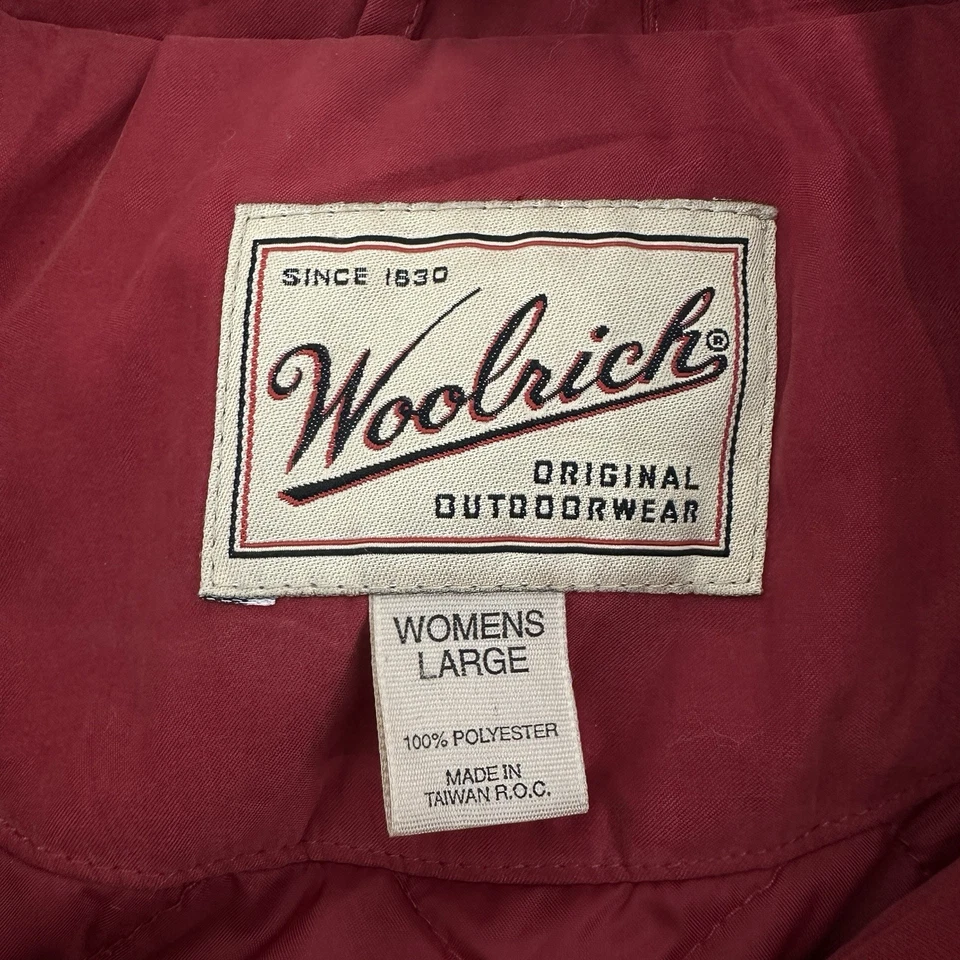 SINCE 1830
Woolrich®
ORIGINAL
OUTDOORWEAR
WOMENS
LARGE
100% POLYESTER
MADE IN
TAIWAN R.O.C.